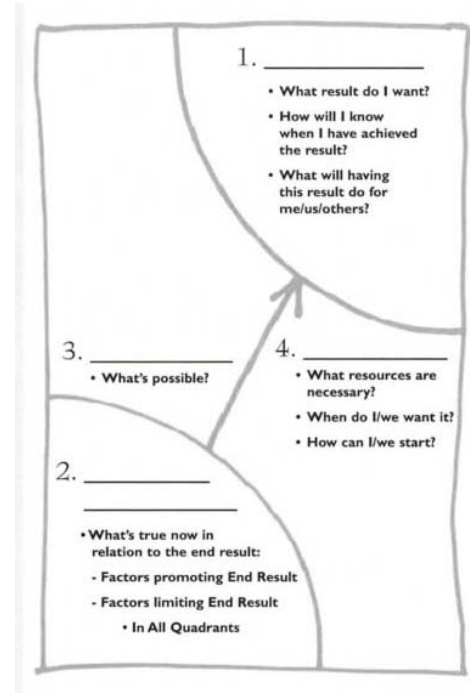 1. ____________
• What result do I want?
• How will I know
when I have achieved
the result?
• What will having
this result do for
me/us/others?
3. ____________
• What's possible?
4. ____________
• What resources are
necessary?
• When do I/we want it?
• How can I/we start?
2. ____________
____________
• What's true now in
relation to the end result:
- Factors promoting End Result
- Factors limiting End Result
• In All Quadrants